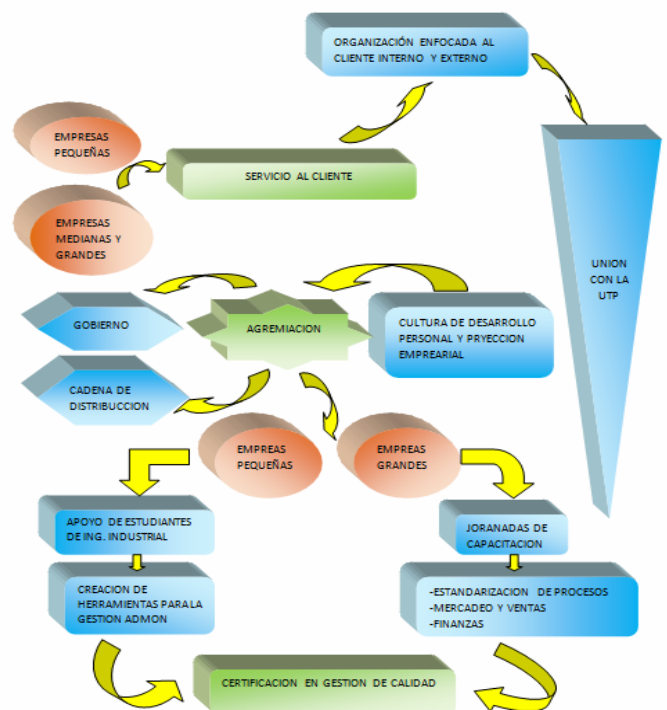 ORGANIZACIÓN ENFOCADA AL
CLIENTE INTERNO Y EXTERNO
EMPRESAS
PEQUEÑAS
SERVICIO AL CLIENTE
EMPRESAS
MEDIANAS Y
GRANDES
UNION
CON LA
UTP
GOBIERNO
AGREMIACION
CULTURA DE DESARROLLO
PERSONAL Y PRYECCION
EMPREARIAL
CADENA DE
DISTRIBUCCION
EMPREAS
PEQUEÑAS
EMPREAS
GRANDES
APOYO DE ESTUDIANTES
DE ING. INDUSTRIAL
JORANADAS DE
CAPACITACION
CREACION DE
HERRAMIENTAS PARA LA
GESTION ADMON
-ESTANDARIZACION DE PROCESOS
-MERCADEO Y VENTAS
-FINANZAS
CERTIFICACION EN GESTION DE CALIDAD